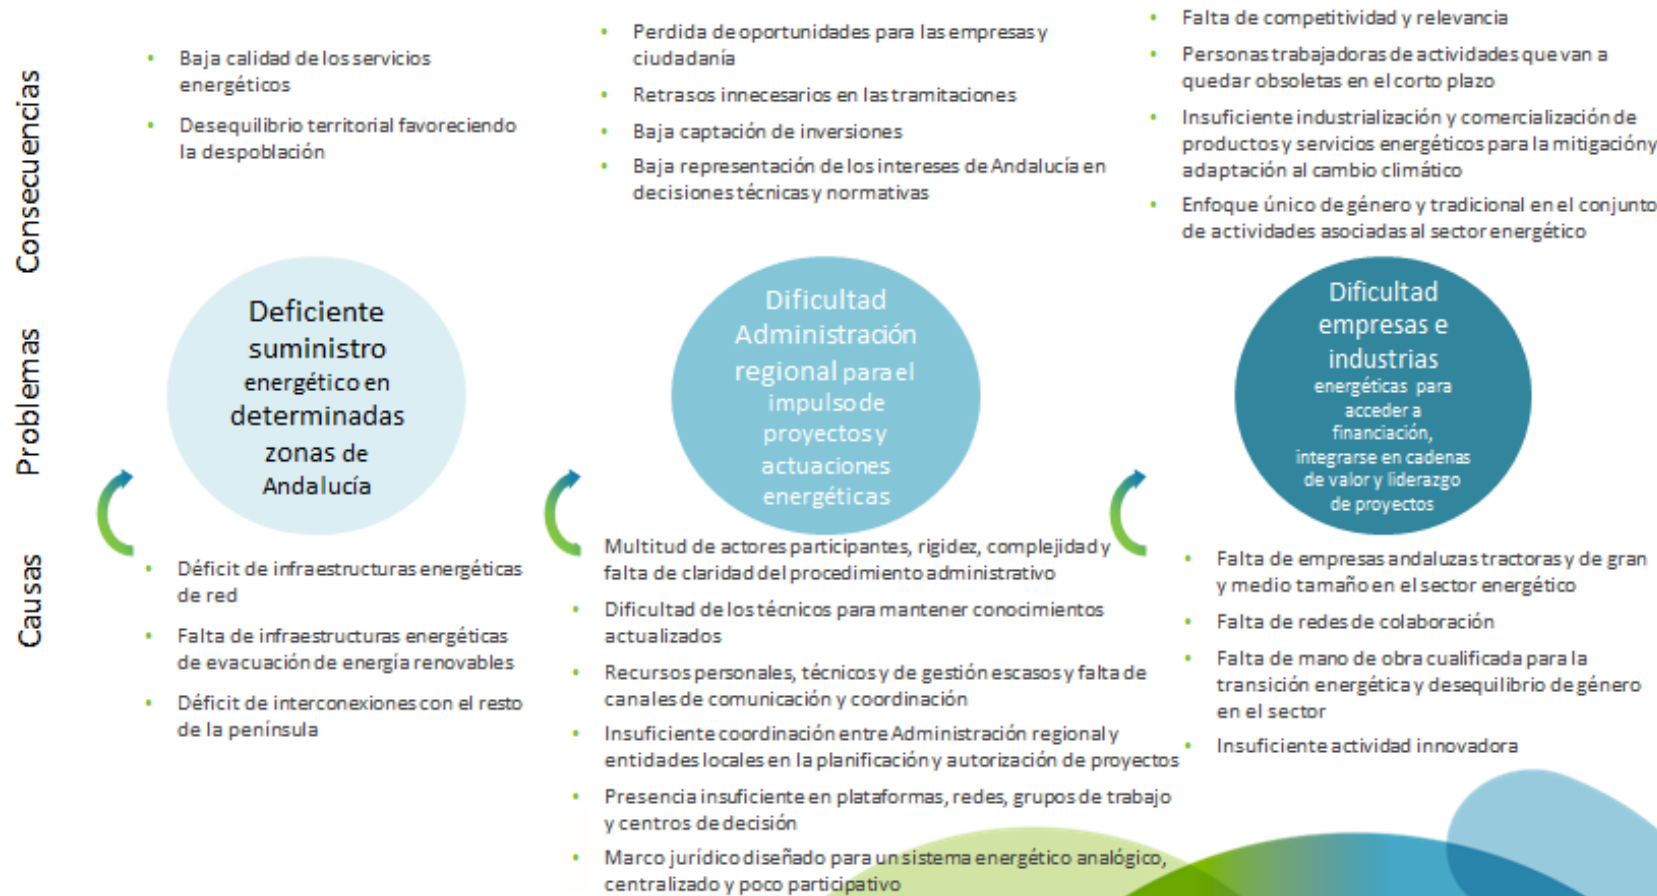 Consecuencias
• Baja calidad de los servicios
energéticos
• Desequilibrio territorial favoreciendo
la despoblación
• Perdida de oportunidades para las empresas y
ciudadanía
• Retrasos innecesarios en las tramitaciones
• Baja captación de inversiones
• Baja representación de los intereses de Andalucía en
decisiones técnicas y normativas
• Falta de competitividad y relevancia
• Personas trabajadoras de actividades que van a
quedar obsoletas en el corto plazo
• Insuficiente industrialización y comercialización de
productos y servicios energéticos para la mitigación y
adaptación al cambio climático
• Enfoque único de género y tradicional en el conjunto
de actividades asociadas al sector energético
Problemas
Deficiente
suministro
energético en
determinadas
zonas de
Andalucía
Dificultad
Administración
regional para el
impulso de
proyectos y
actuaciones
energéticas
Dificultad
empresas e
industrias
energéticas para
acceder a
financiación,
integrarse en cadenas
de valor y liderazgo
de proyectos
Causas
• Déficit de infraestructuras energéticas
de red
• Falta de infraestructuras energéticas
de evacuación de energía renovables
• Déficit de interconexiones con el resto
de la península
Multitud de actores participantes, rigidez, complejidad y
falta de claridad del procedimiento administrativo
• Dificultad de los técnicos para mantener conocimientos
actualizados
• Recursos personales, técnicos y de gestión escasos y falta de
canales de comunicación y coordinación
• Insuficiente coordinación entre Administración regional y
entidades locales en la planificación y autorización de proyectos
• Presencia insuficiente en plataformas, redes, grupos de trabajo
y centros de decisión
• Marco jurídico diseñado para un sistema energético analógico,
centralizado y poco participativo
• Falta de empresas andaluzas tractoras y de gran
y medio tamaño en el sector energético
• Falta de redes de colaboración
• Falta de mano de obra cualificada para la
transición energética y desequilibrio de género
en el sector
• Insuficiente actividad innovadora